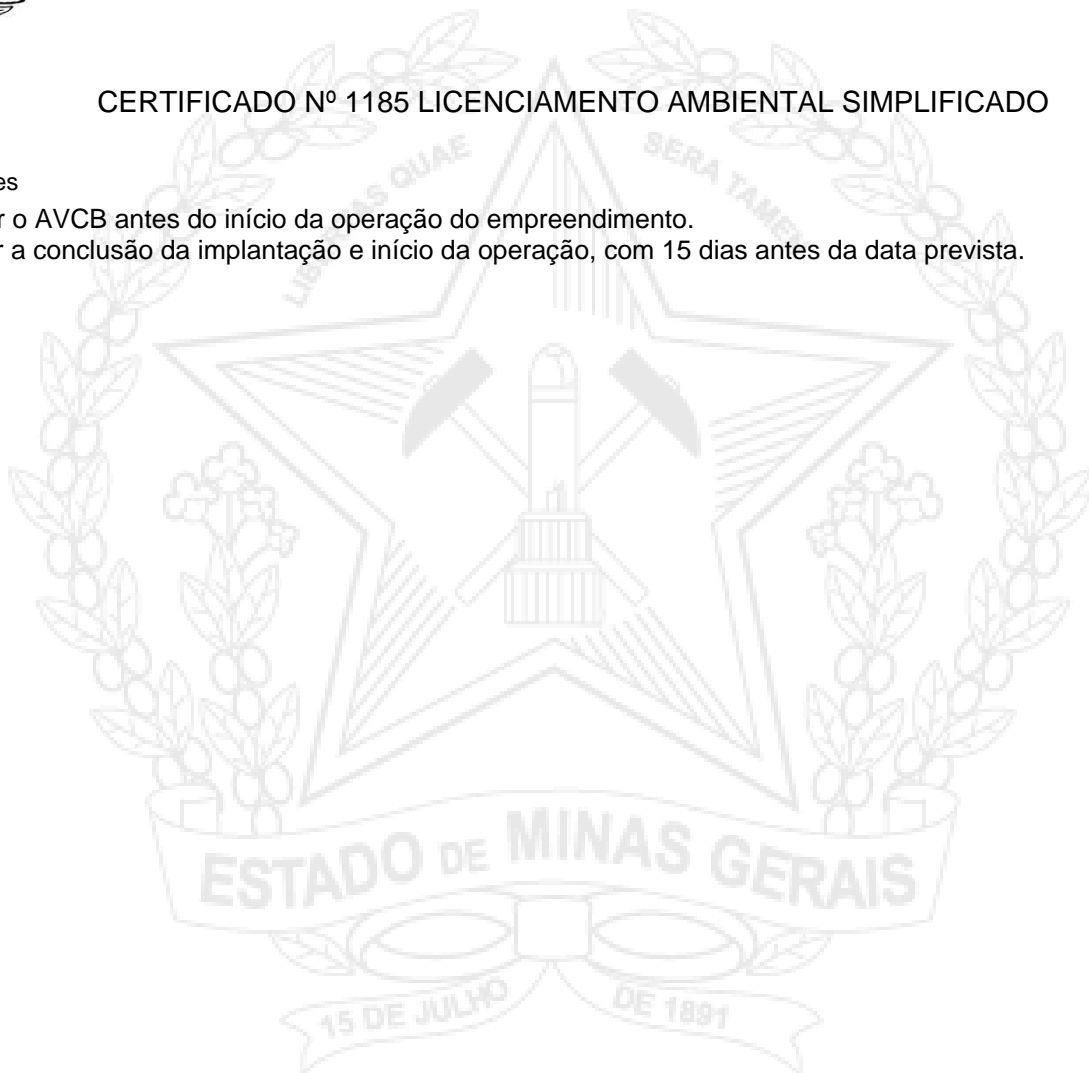 CERTIFICADO Nº 1185 LICENCIAMENTO AMBIENTAL SIMPLIFICADO
LIBERTAS QUAE SERA TAMEN
es
r o AVCB antes do início da operação do empreendimento.
r a conclusão da implantação e início da operação, com 15 dias antes da data prevista.
ESTADO DE MINAS GERAIS
15 DE JULHO DE 1891